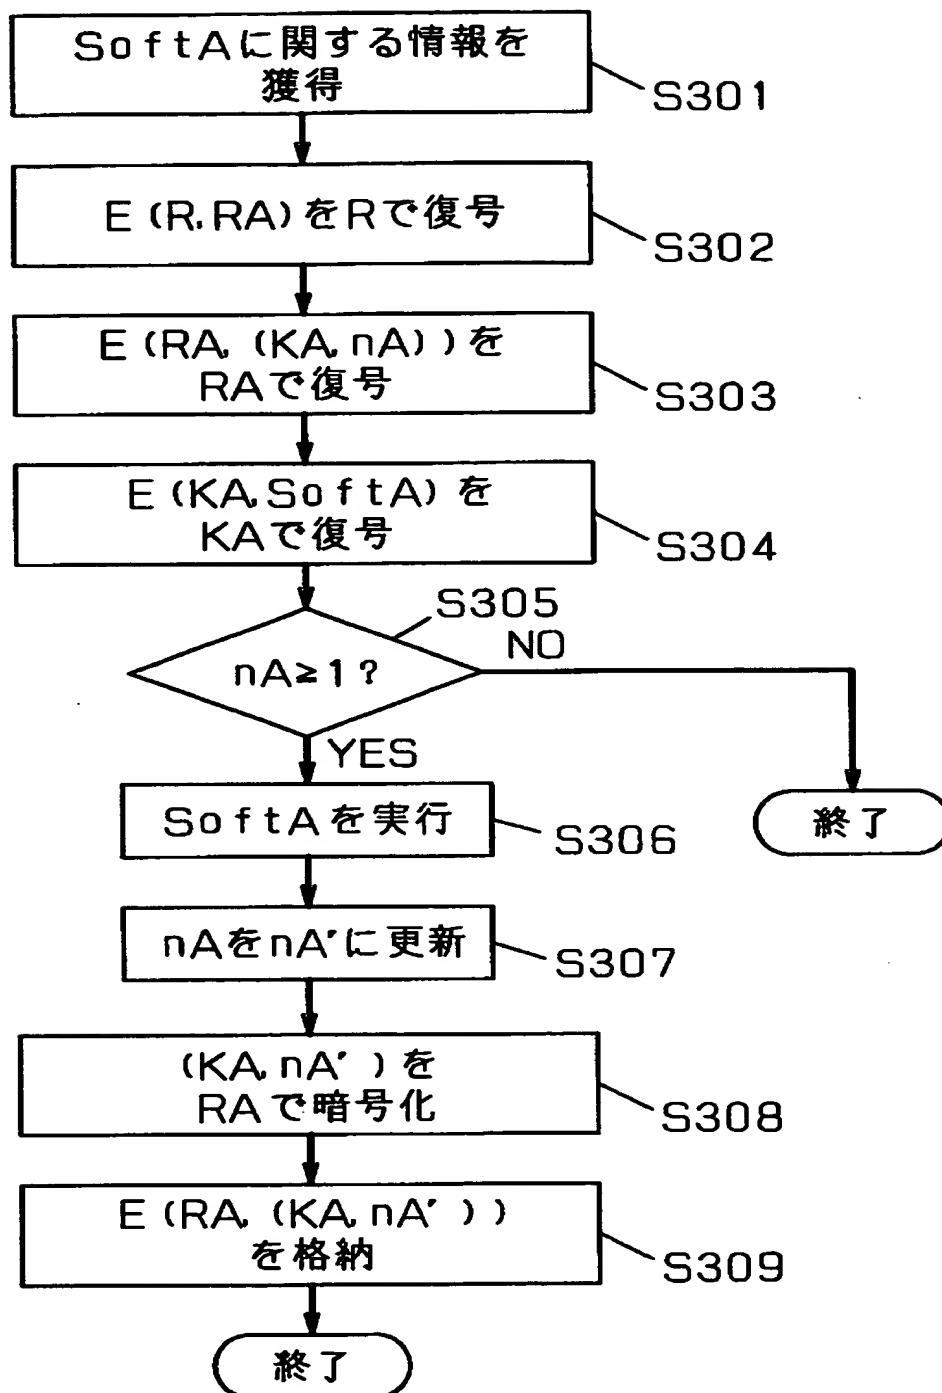 SoftAに関する情報を
獲得
S301
E(R,RA)をRで復号
S302
E(RA,(KA,nA))を
RAで復号
S303
E(KA,SoftA)を
KAで復号
S304
S305
nA≥1?
NO
YES
終了
SoftAを実行
S306
nAをnA'に更新
S307
(KA,nA')を
RAで暗号化
S308
E(RA,(KA,nA'))
を格納
S309
終了